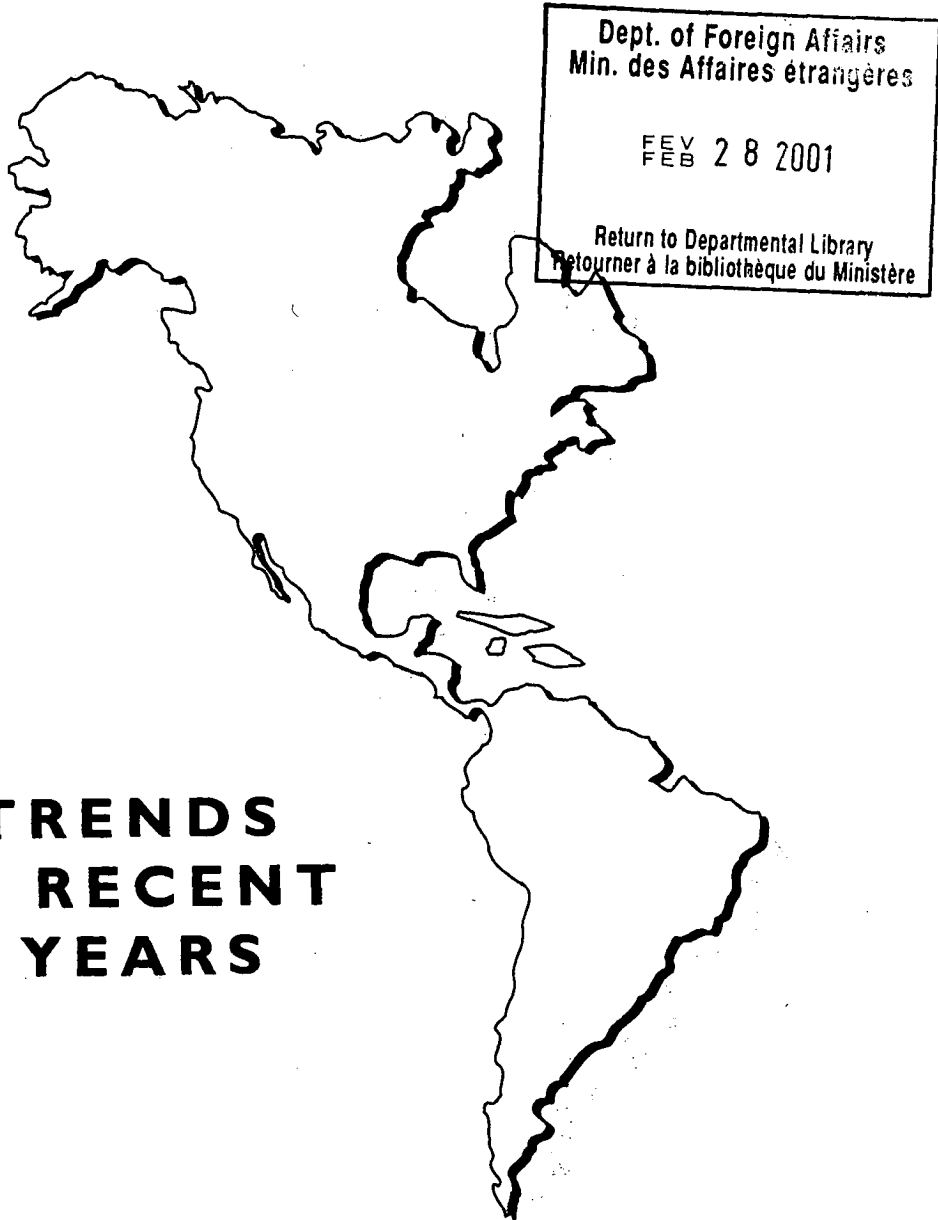 Dept. of Foreign Affairs
Min. des Affaires étrangères
FEV
FEB 2 8 2001
Return to Departmental Library
Retourner à la bibliothèque du Ministère
TRENDS
RECENT
YEARS